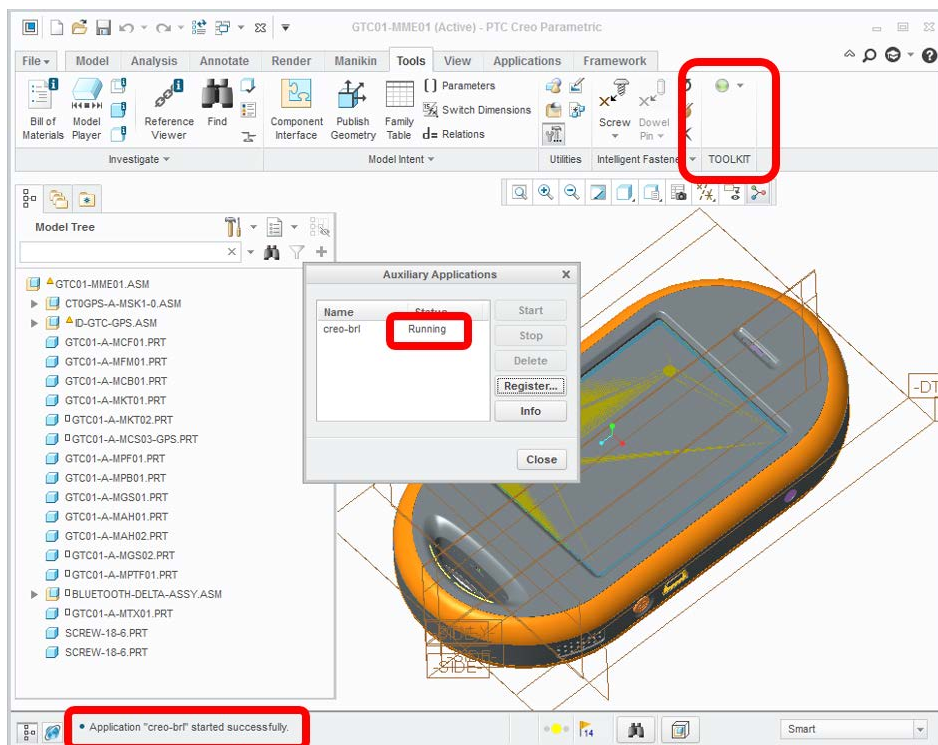 GTC01-MME01 (Active) - PTC Creo Parametric
File Model Analysis Annotate Render Manikin Tools View Applications Framework
Bill of Materials
Model Player
Reference Viewer
Find
Component Interface
Publish Geometry
Family Table
Parameters
Switch Dimensions
d= Relations
Screw
Dowel Pin
Investigate Model Intent Utilities Intelligent Fastene TOOLKIT
Model Tree
GTC01-MME01.ASM
CT0GPS-A-MSK1-0.ASM
ID-GTC-GPS.ASM
GTC01-A-MCF01.PRT
GTC01-A-MFM01.PRT
GTC01-A-MCB01.PRT
GTC01-A-MKT01.PRT
GTC01-A-MKT02.PRT
GTC01-A-MCS03-GPS.PRT
GTC01-A-MPF01.PRT
GTC01-A-MPB01.PRT
GTC01-A-MGS01.PRT
GTC01-A-MAH01.PRT
GTC01-A-MAH02.PRT
GTC01-A-MGS02.PRT
GTC01-A-MPTF01.PRT
BLUETOOTH-DELTA-ASSY.ASM
GTC01-A-MTX01.PRT
SCREW-18-6.PRT
SCREW-18-6.PRT
Auxiliary Applications
Name Status
creo-brl Running
Start
Stop
Delete
Register...
Info
Close
-DT
-SIDE-
-SIDE-
Application "creo-brl" started successfully.
14
Smart